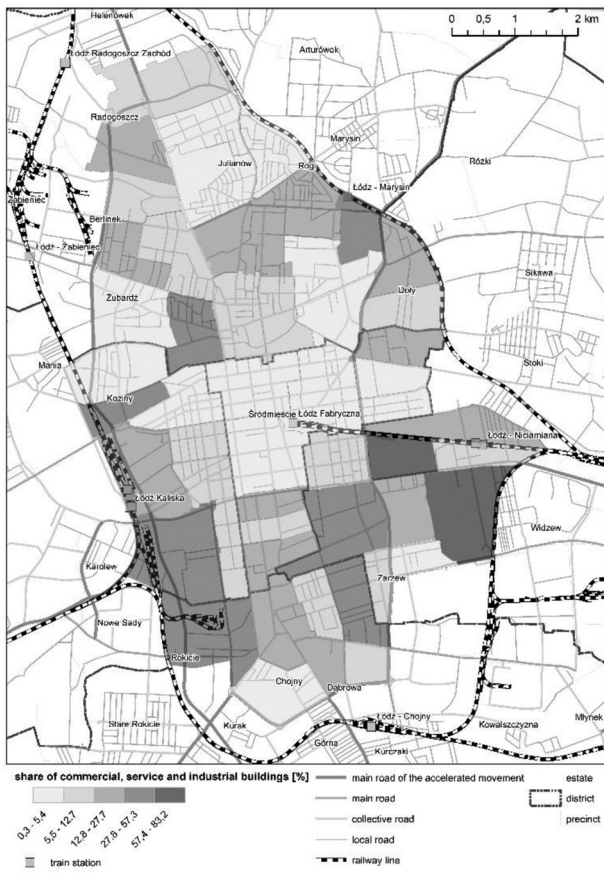 Helenówek
0 0,5 1 2 km
Łódź Radogoszcz Zachód
Arturówek
Radogoszcz
Marysin
Julianów
Rogi
Różki
Łódź - Marysin
Żabieniec
Berlinek
Łódź - Żabieniec
Sikawa
Doły
Żubardź
Stoki
Mania
Koziny
Śródmieście Łódź Fabryczna
Łódź - Niciarniana
Łódź Kaliska
Widzew
Karolew
Zarzew
Nowe Sady
Rokicie
Chojny
Dąbrowa
Stare Rokicie
Kurak
Łódź - Chojny
Kowalszczyzna
Młynek
Górna
Kurczaki
share of commercial, service and industrial buildings [%]
0,3 - 5,4
5,5 - 12,7
12,8 - 27,7
27,8 - 57,3
57,4 - 83,2
train station
main road of the accelerated movement
main road
collective road
local road
railway line
estate
district
precinct